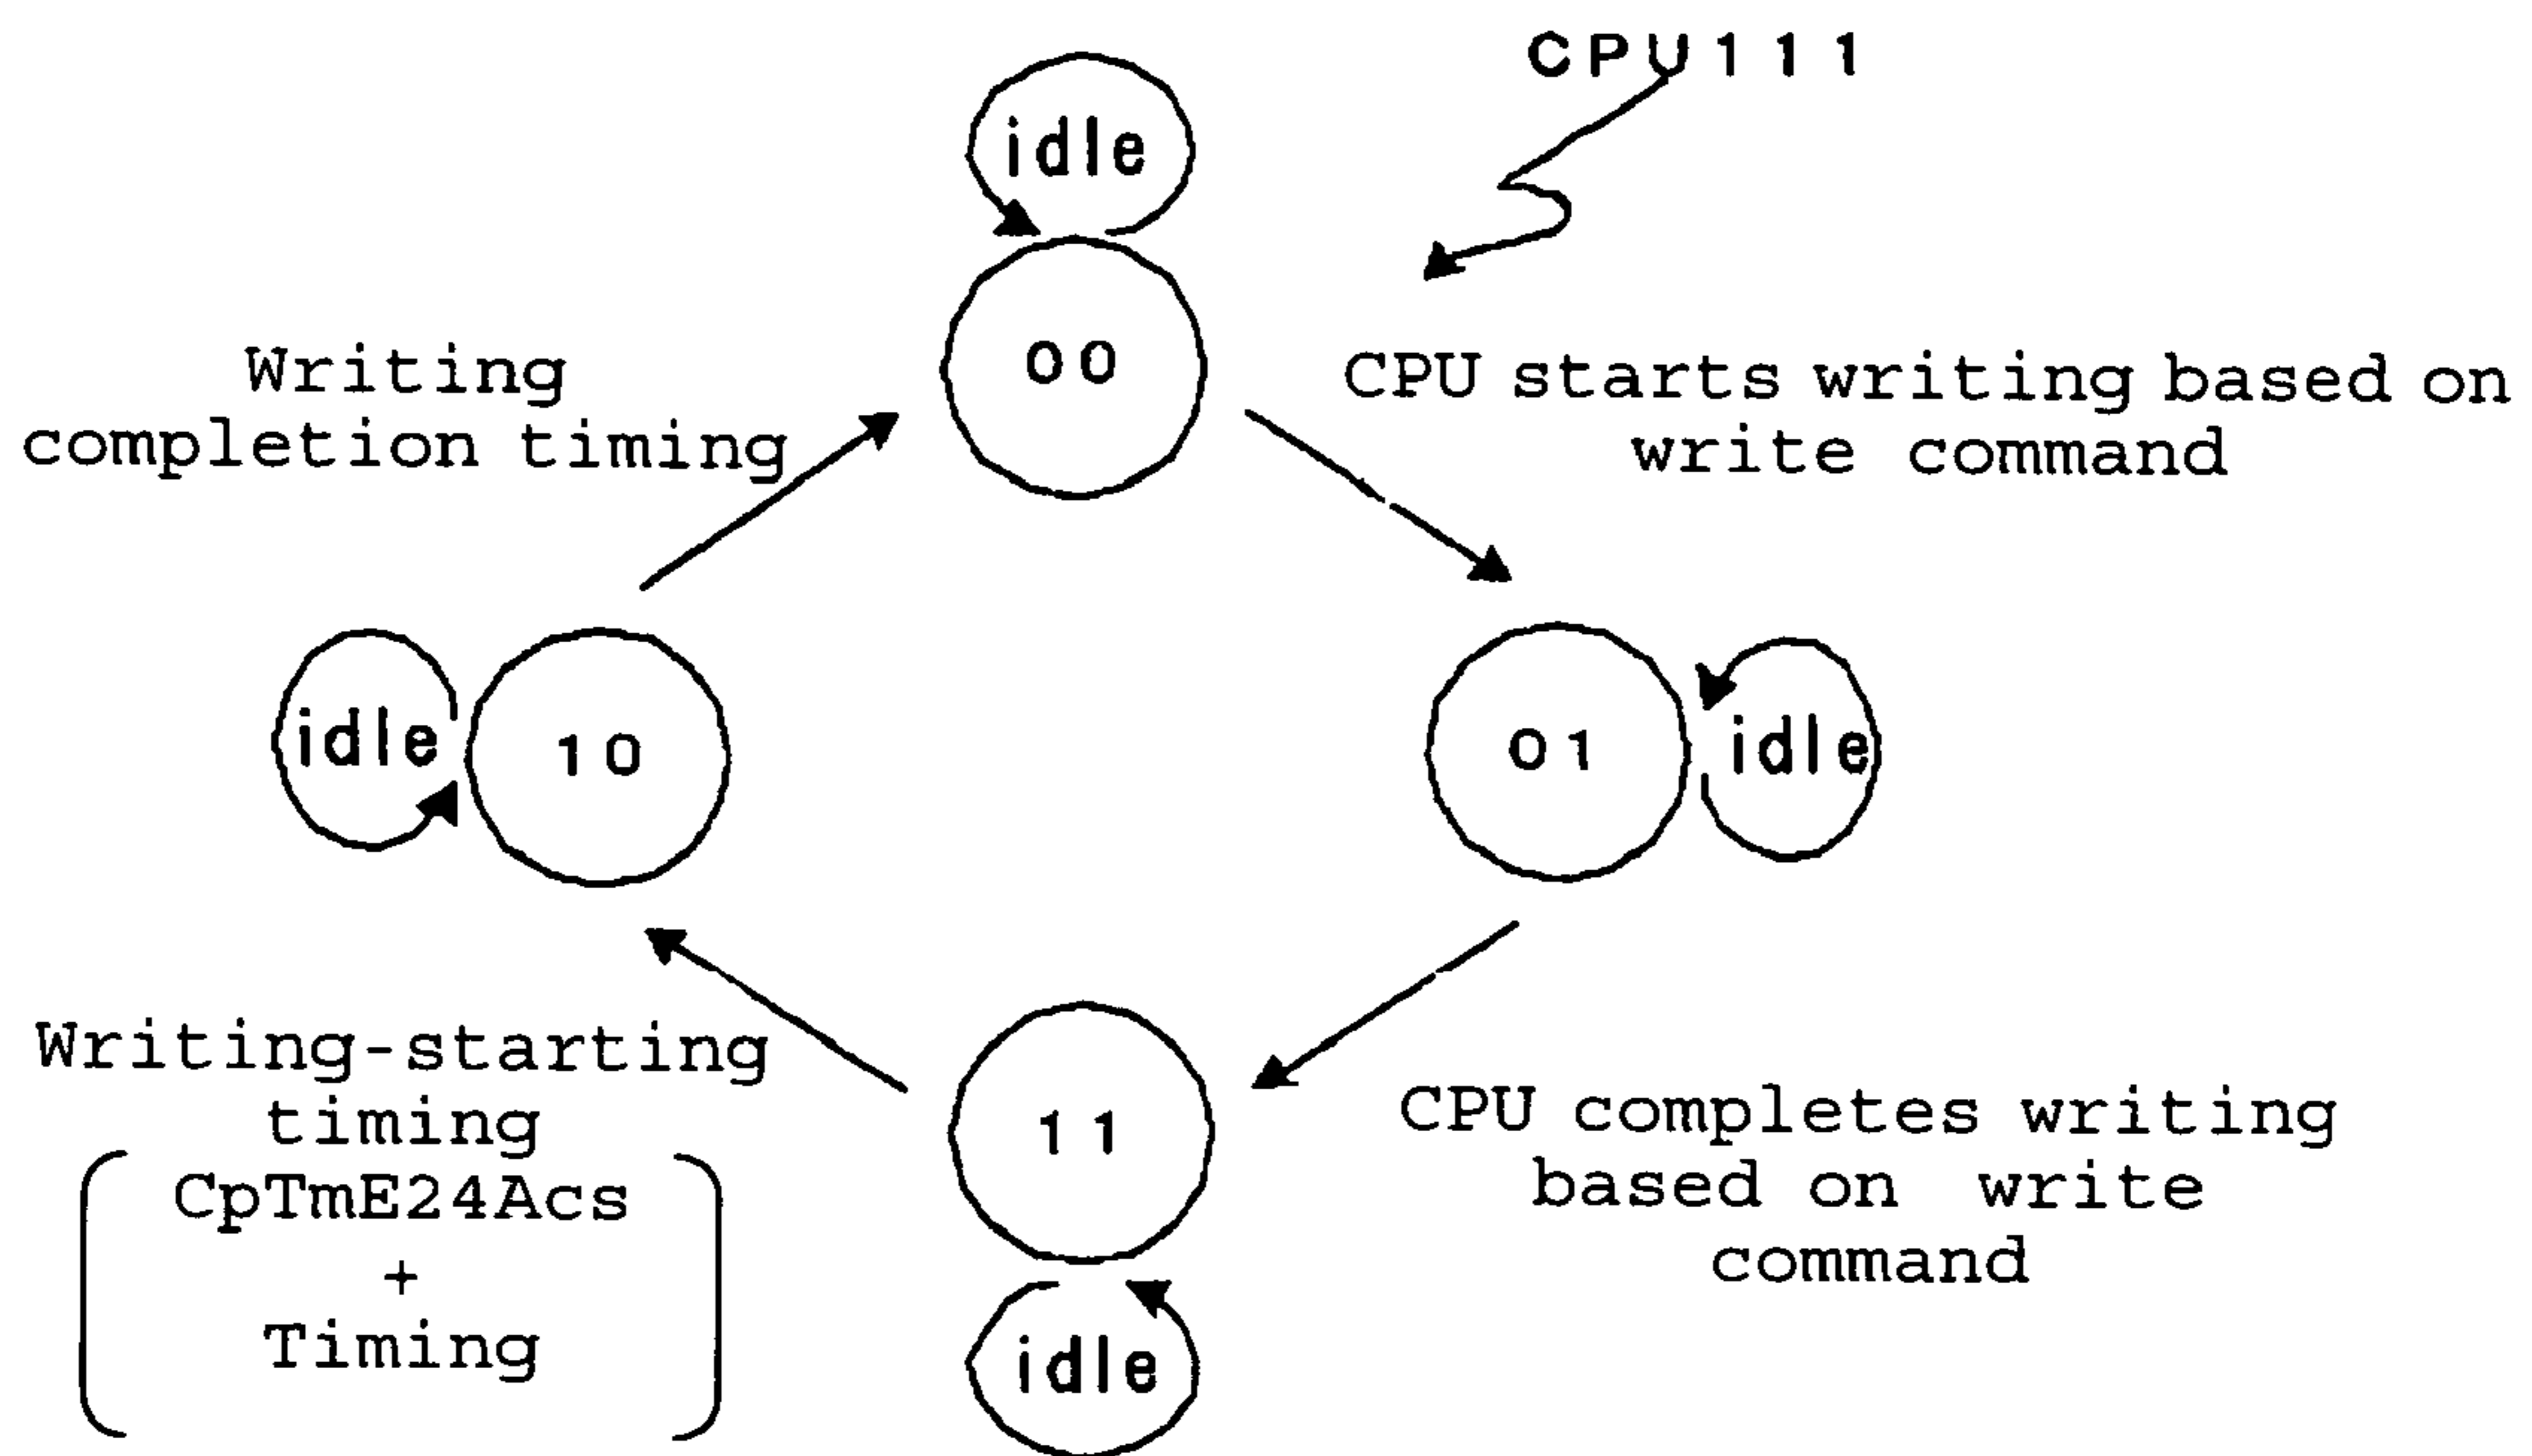 CPU111
idle
00
Writing
completion timing
CPU starts writing based on
write command
idle
10
01
idle
Writing-starting
timing
CpTmE24Acs
+
Timing
11
idle
CPU completes writing
based on write
command